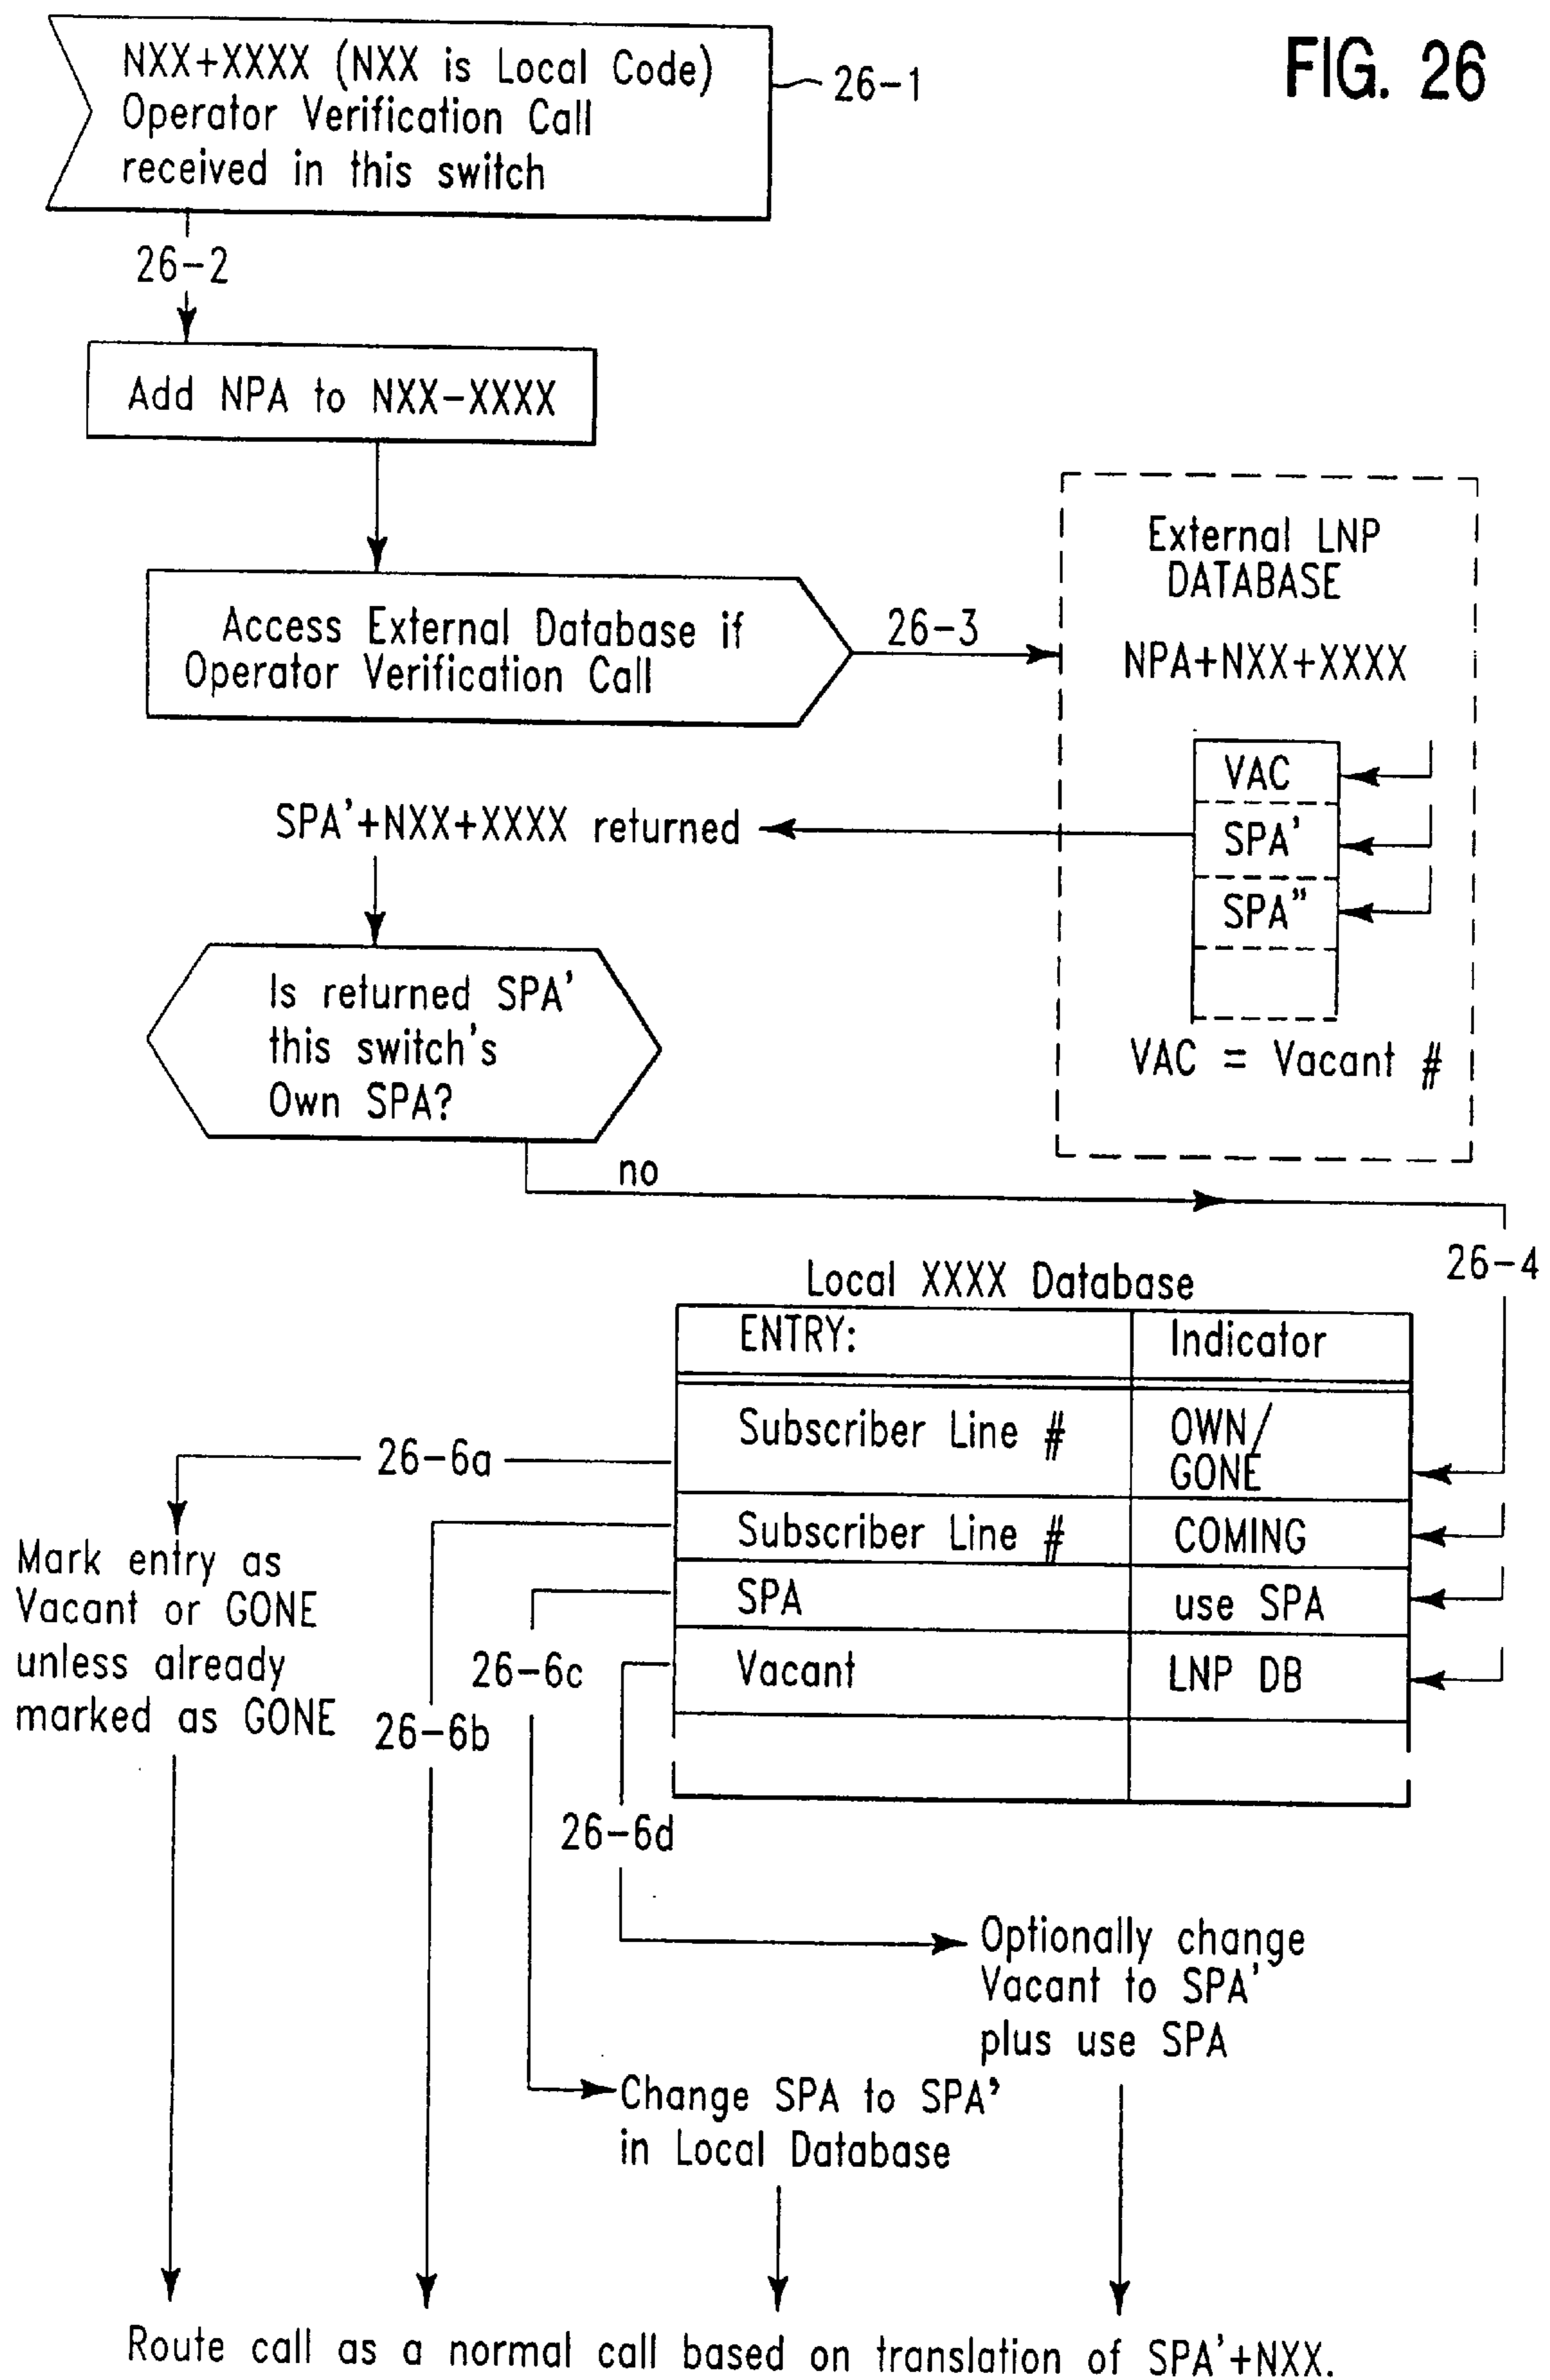 FIG. 26
NXX+XXXX (NXX is Local Code)
Operator Verification Call
received in this switch
26-1
26-2
Add NPA to NXX-XXXX
Access External Database if
Operator Verification Call
26-3
External LNP
DATABASE
NPA+NXX+XXXX
VAC
SPA'
SPA"
VAC = Vacant #
SPA'+NXX+XXXX returned
Is returned SPA'
this switch's
Own SPA?
no
26-4
Local XXXX Database
ENTRY: Indicator
Subscriber Line # OWN/
GONE
Subscriber Line # COMING
SPA use SPA
Vacant LNP DB
26-6a
Mark entry as
Vacant or GONE
unless already
marked as GONE
26-6b
26-6c
26-6d
Optionally change
Vacant to SPA'
plus use SPA
Change SPA to SPA'
in Local Database
Route call as a normal call based on translation of SPA'+NXX.